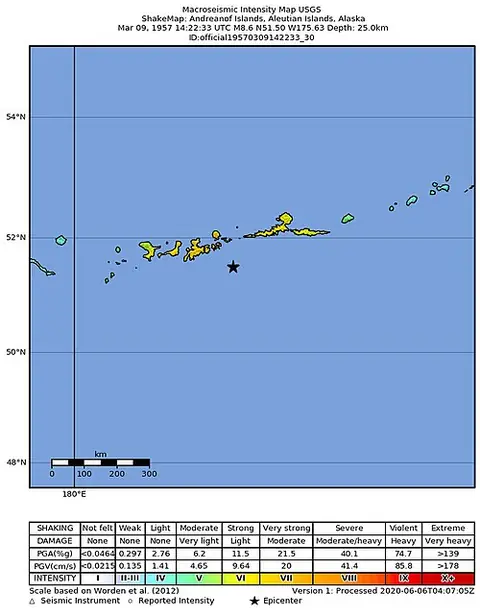 Macroseismic Intensity Map USGS
ShakeMap: Andreanof Islands, Aleutian Islands, Alaska
Mar 09, 1957 14:22:33 UTC M8.6 N51.50 W175.63 Depth: 25.0km
ID:official19570309142233_30
54°N
52°N
50°N
48°N
km
0 100 200 300
180°E
SHAKING Not felt Weak Light Moderate Strong Very strong Severe Violent Extreme
DAMAGE None None None Very light Light Moderate Moderate/heavy Heavy Very heavy
PGA(%g) <0.0464 0.297 2.76 6.2 11.5 21.5 40.1 74.7 >139
PGV(cm/s) <0.0215 0.135 1.41 4.65 9.64 20 41.4 85.8 >178
INTENSITY I II-III IV V VI VII VIII IX X+
Scale based on Worden et al. (2012) Version 1: Processed 2020-06-06T04:07:05Z
△ Seismic Instrument ○ Reported Intensity ★ Epicenter